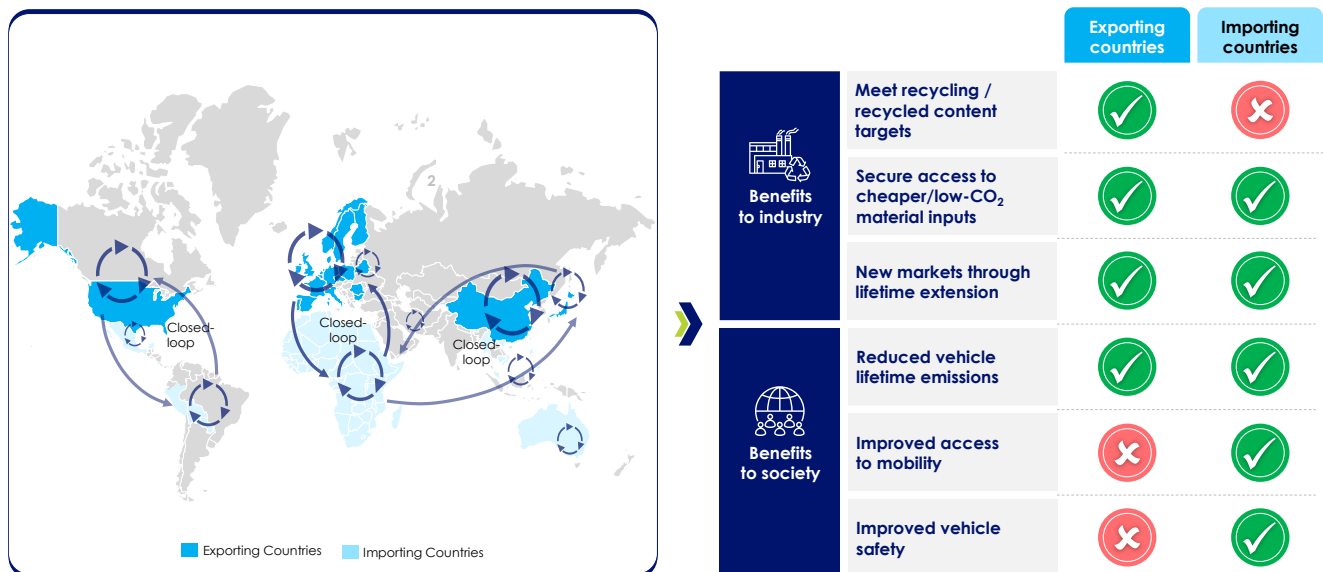 2
Closed-
loop
Closed-
loop
Closed-
loop
Exporting Countries
Importing Countries
Exporting
countries
Importing
countries
Benefits
to industry
Meet recycling /
recycled content
targets
Secure access to
cheaper/low-CO₂
material inputs
New markets through
lifetime extension
Benefits
to society
Reduced vehicle
lifetime emissions
Improved access
to mobility
Improved vehicle
safety